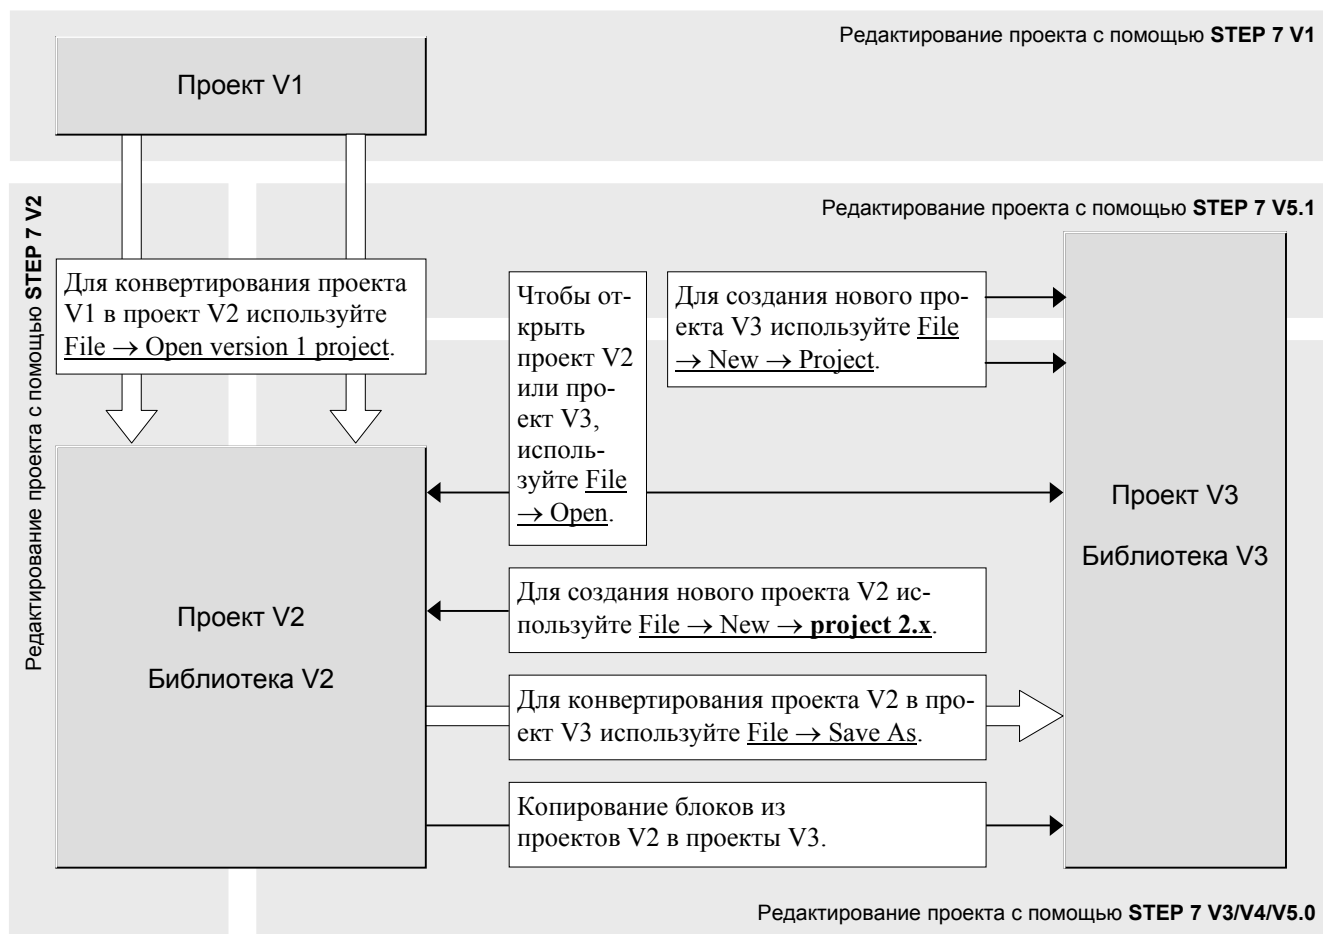 Редактирование проекта с помощью STEP 7 V1
Проект V1
Редактирование проекта с помощью STEP 7 V2
Редактирование проекта с помощью STEP 7 V5.1
Для конвертирования проекта
V1 в проект V2 используйте
File → Open version 1 project.
Чтобы от-
крыть
проект V2
или про-
ект V3,
исполь-
зуйте File
→ Open.
Для создания нового про-
екта V3 используйте File
→ New → Project.
Проект V3
Библиотека V3
Проект V2
Библиотека V2
Для создания нового проекта V2 ис-
пользуйте File → New → project 2.x.
Для конвертирования проекта V2 в про-
ект V3 используйте File → Save As.
Копирование блоков из
проектов V2 в проекты V3.
Редактирование проекта с помощью STEP 7 V3/V4/V5.0